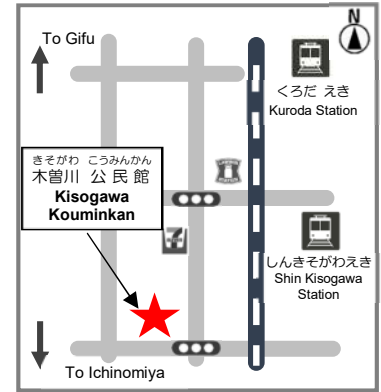 To Gifu
N
くろだ えき
Kuroda Station
きそがわ こうみんかん
木曽川 公 民 館
Kisogawa
Kouminkan
しんきそがわえき
Shin Kisogawa
Station
To Ichinomiya